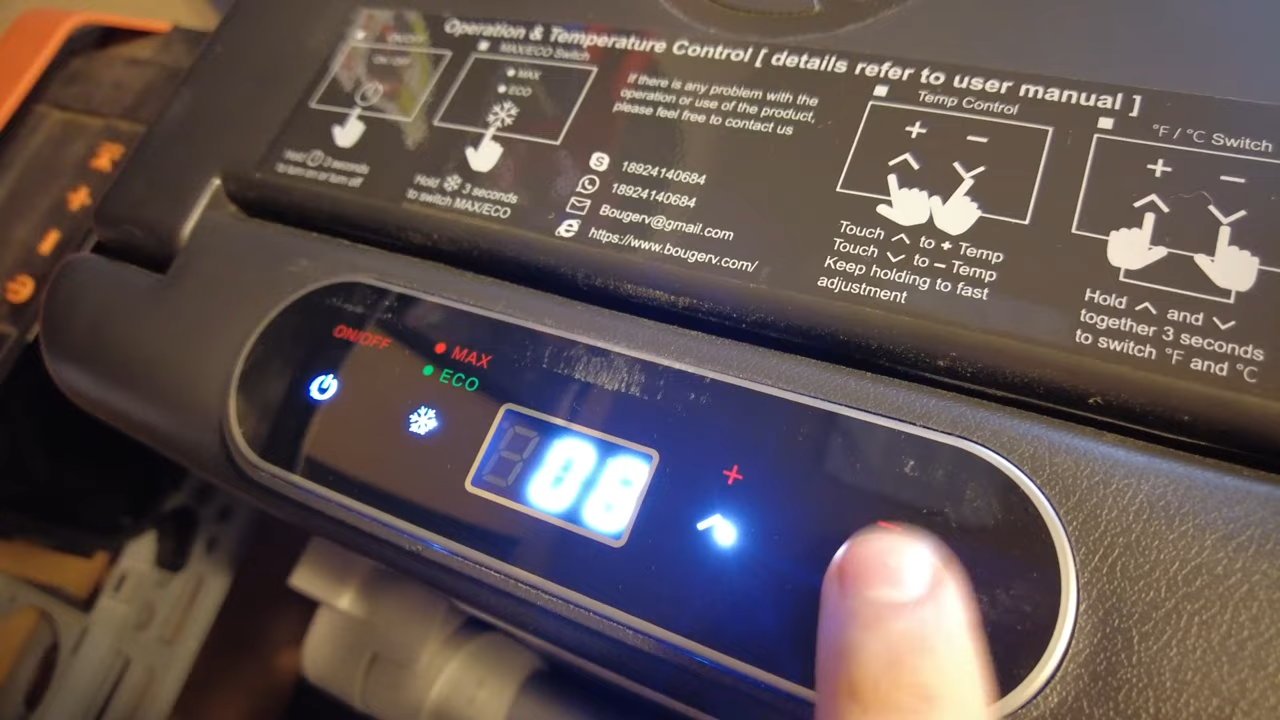 Operation & Temperature Control [ details refer to user manual ]
ON/OFF
ON/OFF
Hold 3 seconds
to turn on or turn off
MAX/ECO Switch
MAX
ECO
Hold ❄ 3 seconds
to switch MAX/ECO
If there is any problem with the
operation or use of the product,
please feel free to contact us
18924140684
18924140684
Bougerv@gmail.com
https://www.bougerv.com/
Temp Control
+ −
Touch ︿ to + Temp
Touch ﹀ to − Temp
Keep holding to fast
adjustment
°F / °C Switch
+ −
Hold ︿ and ﹀
together 3 seconds
to switch °F and °C
ON/OFF
MAX
ECO
08
+